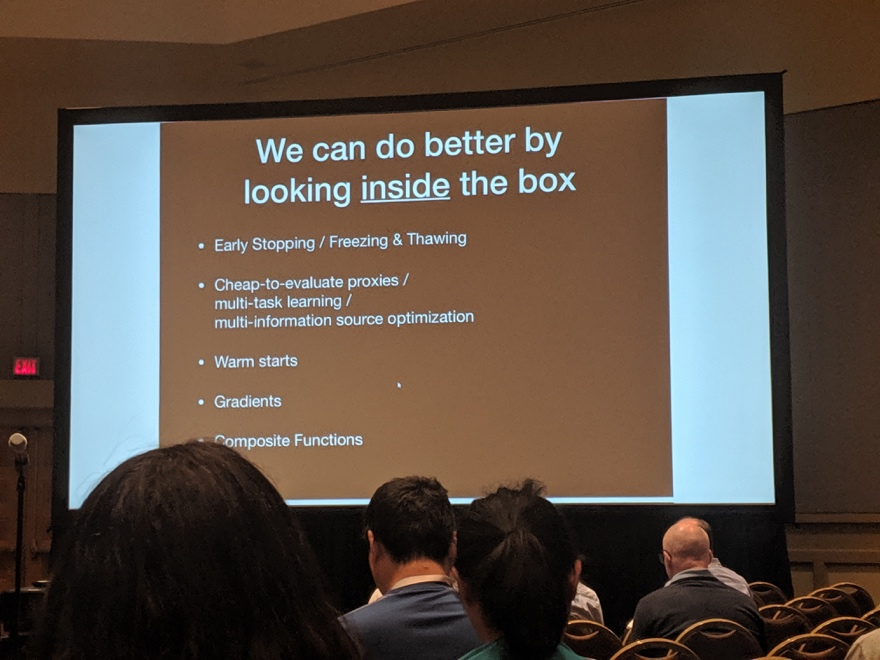 We can do better by
looking inside the box
• Early Stopping / Freezing & Thawing
• Cheap-to-evaluate proxies /
multi-task learning /
multi-information source optimization
• Warm starts
• Gradients
• Composite Functions
EXIT